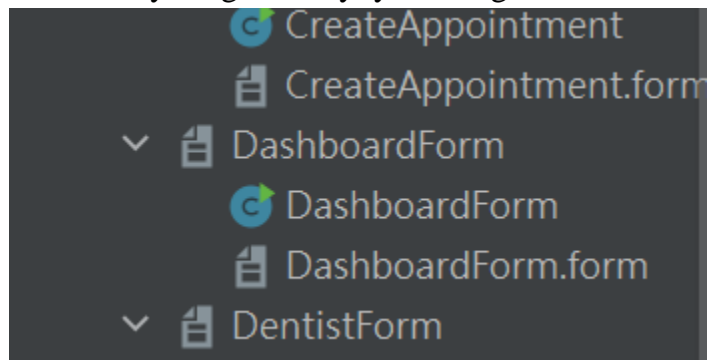 CreateAppointment
CreateAppointment.form
DashboardForm
DashboardForm
DashboardForm.form
DentistForm